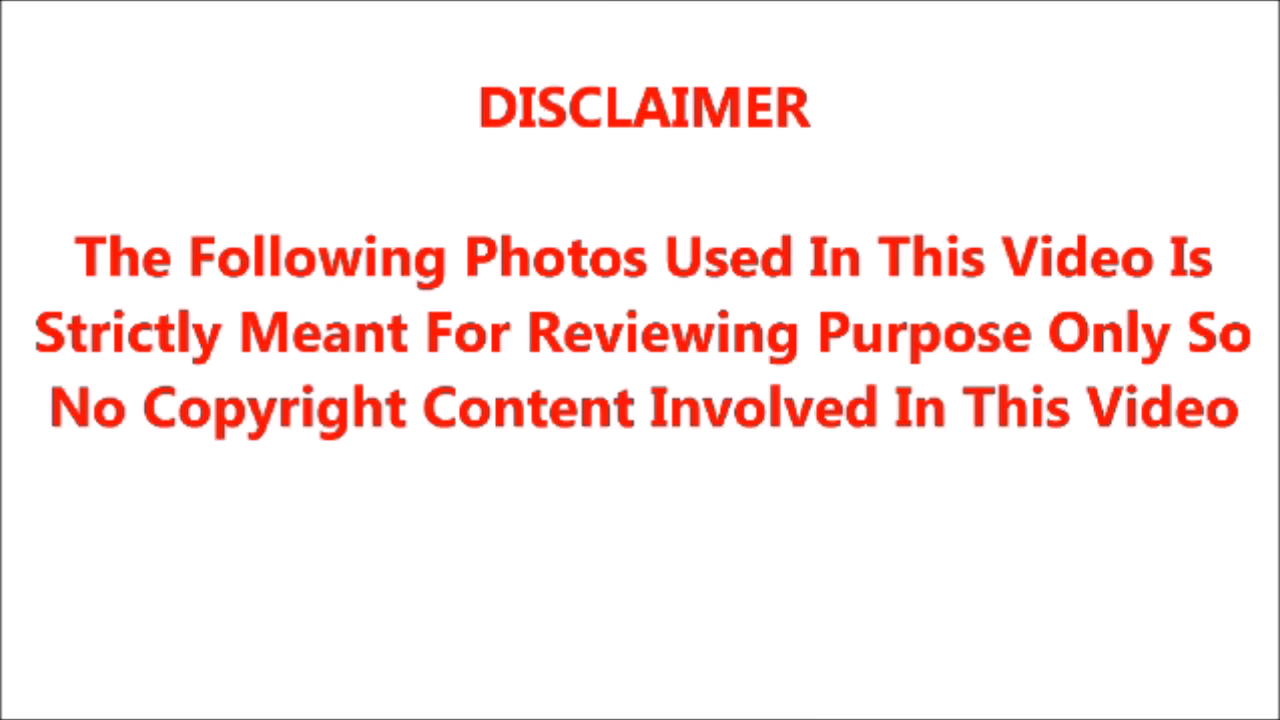 DISCLAIMER
The Following Photos Used In This Video Is
Strictly Meant For Reviewing Purpose Only So
No Copyright Content Involved In This Video